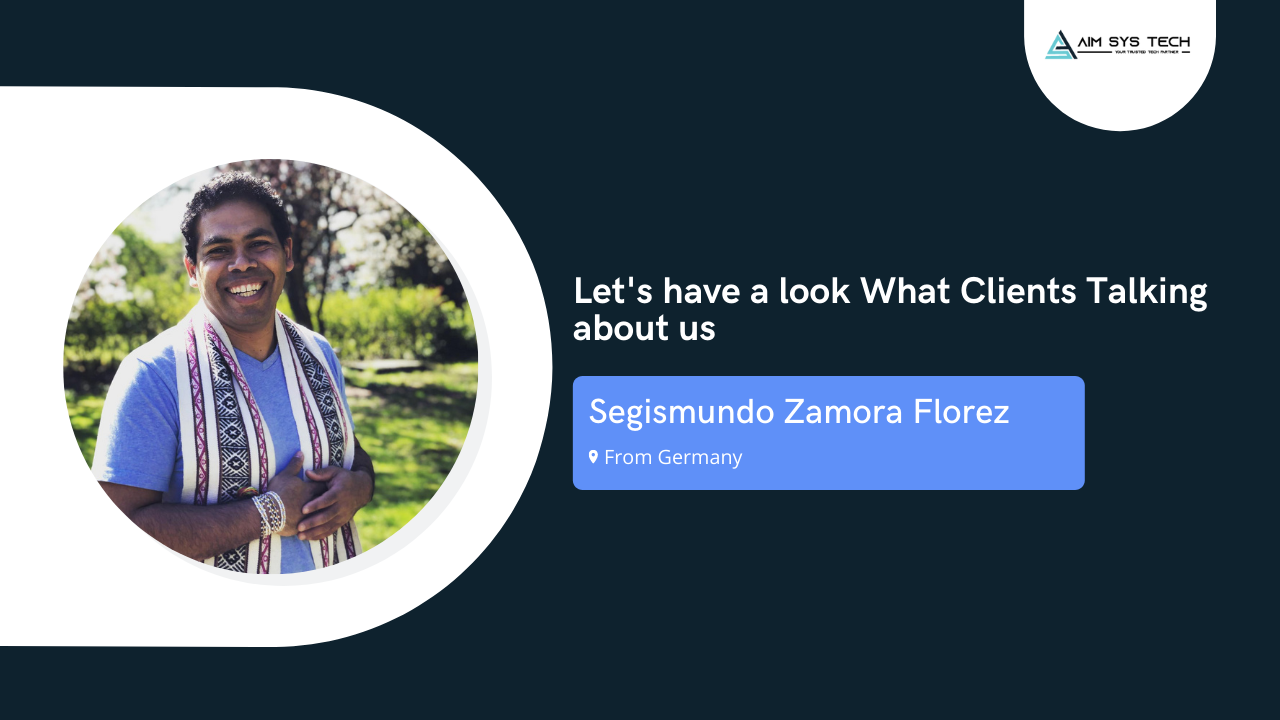 AIM SYS TECH
YOUR TRUSTED TECH PARTNER
Let's have a look What Clients Talking
about us
Segismundo Zamora Florez
From Germany